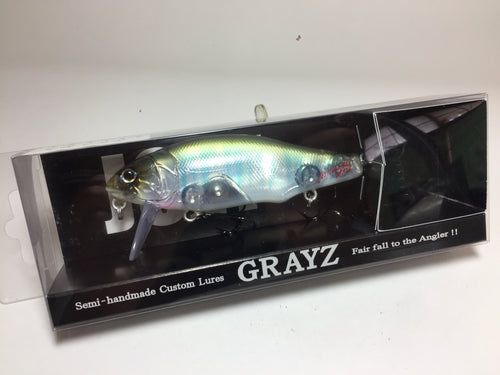 Semi-handmade Custom Lures GRAYZ Fair fall to the Angler !!